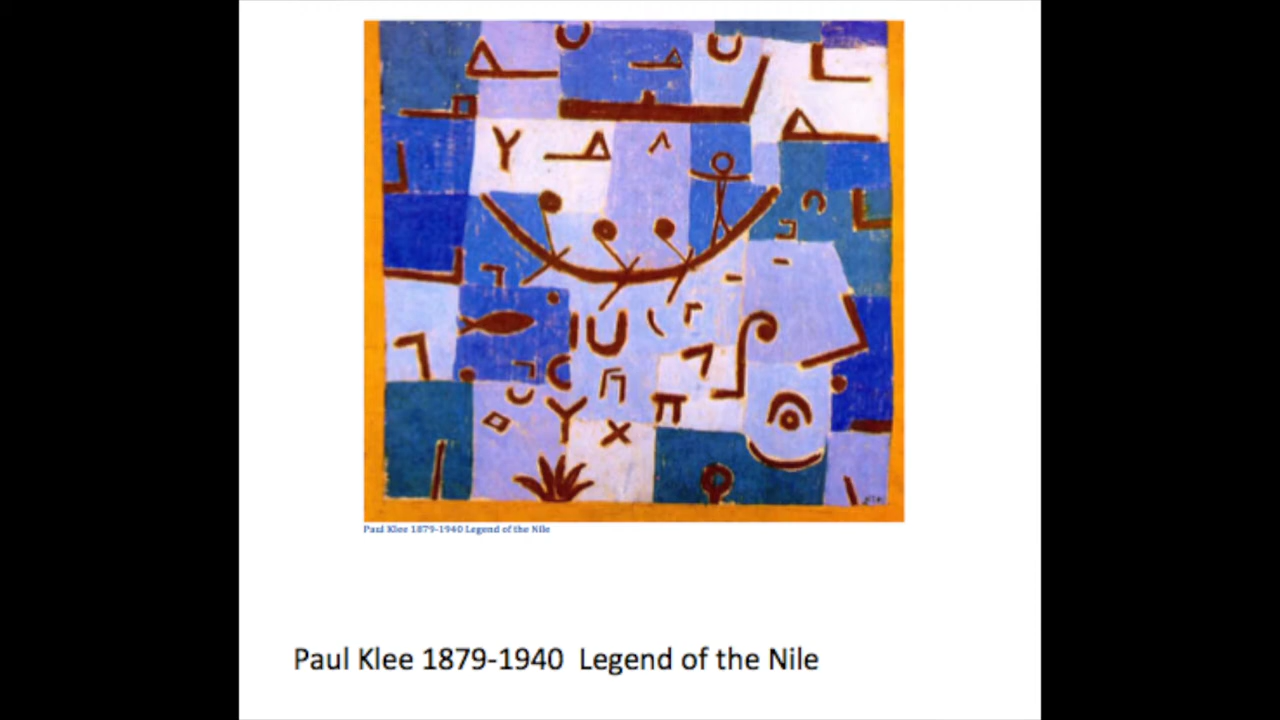 Paul Klee 1879-1940 Legend of the Nile
Paul Klee 1879-1940  Legend of the Nile